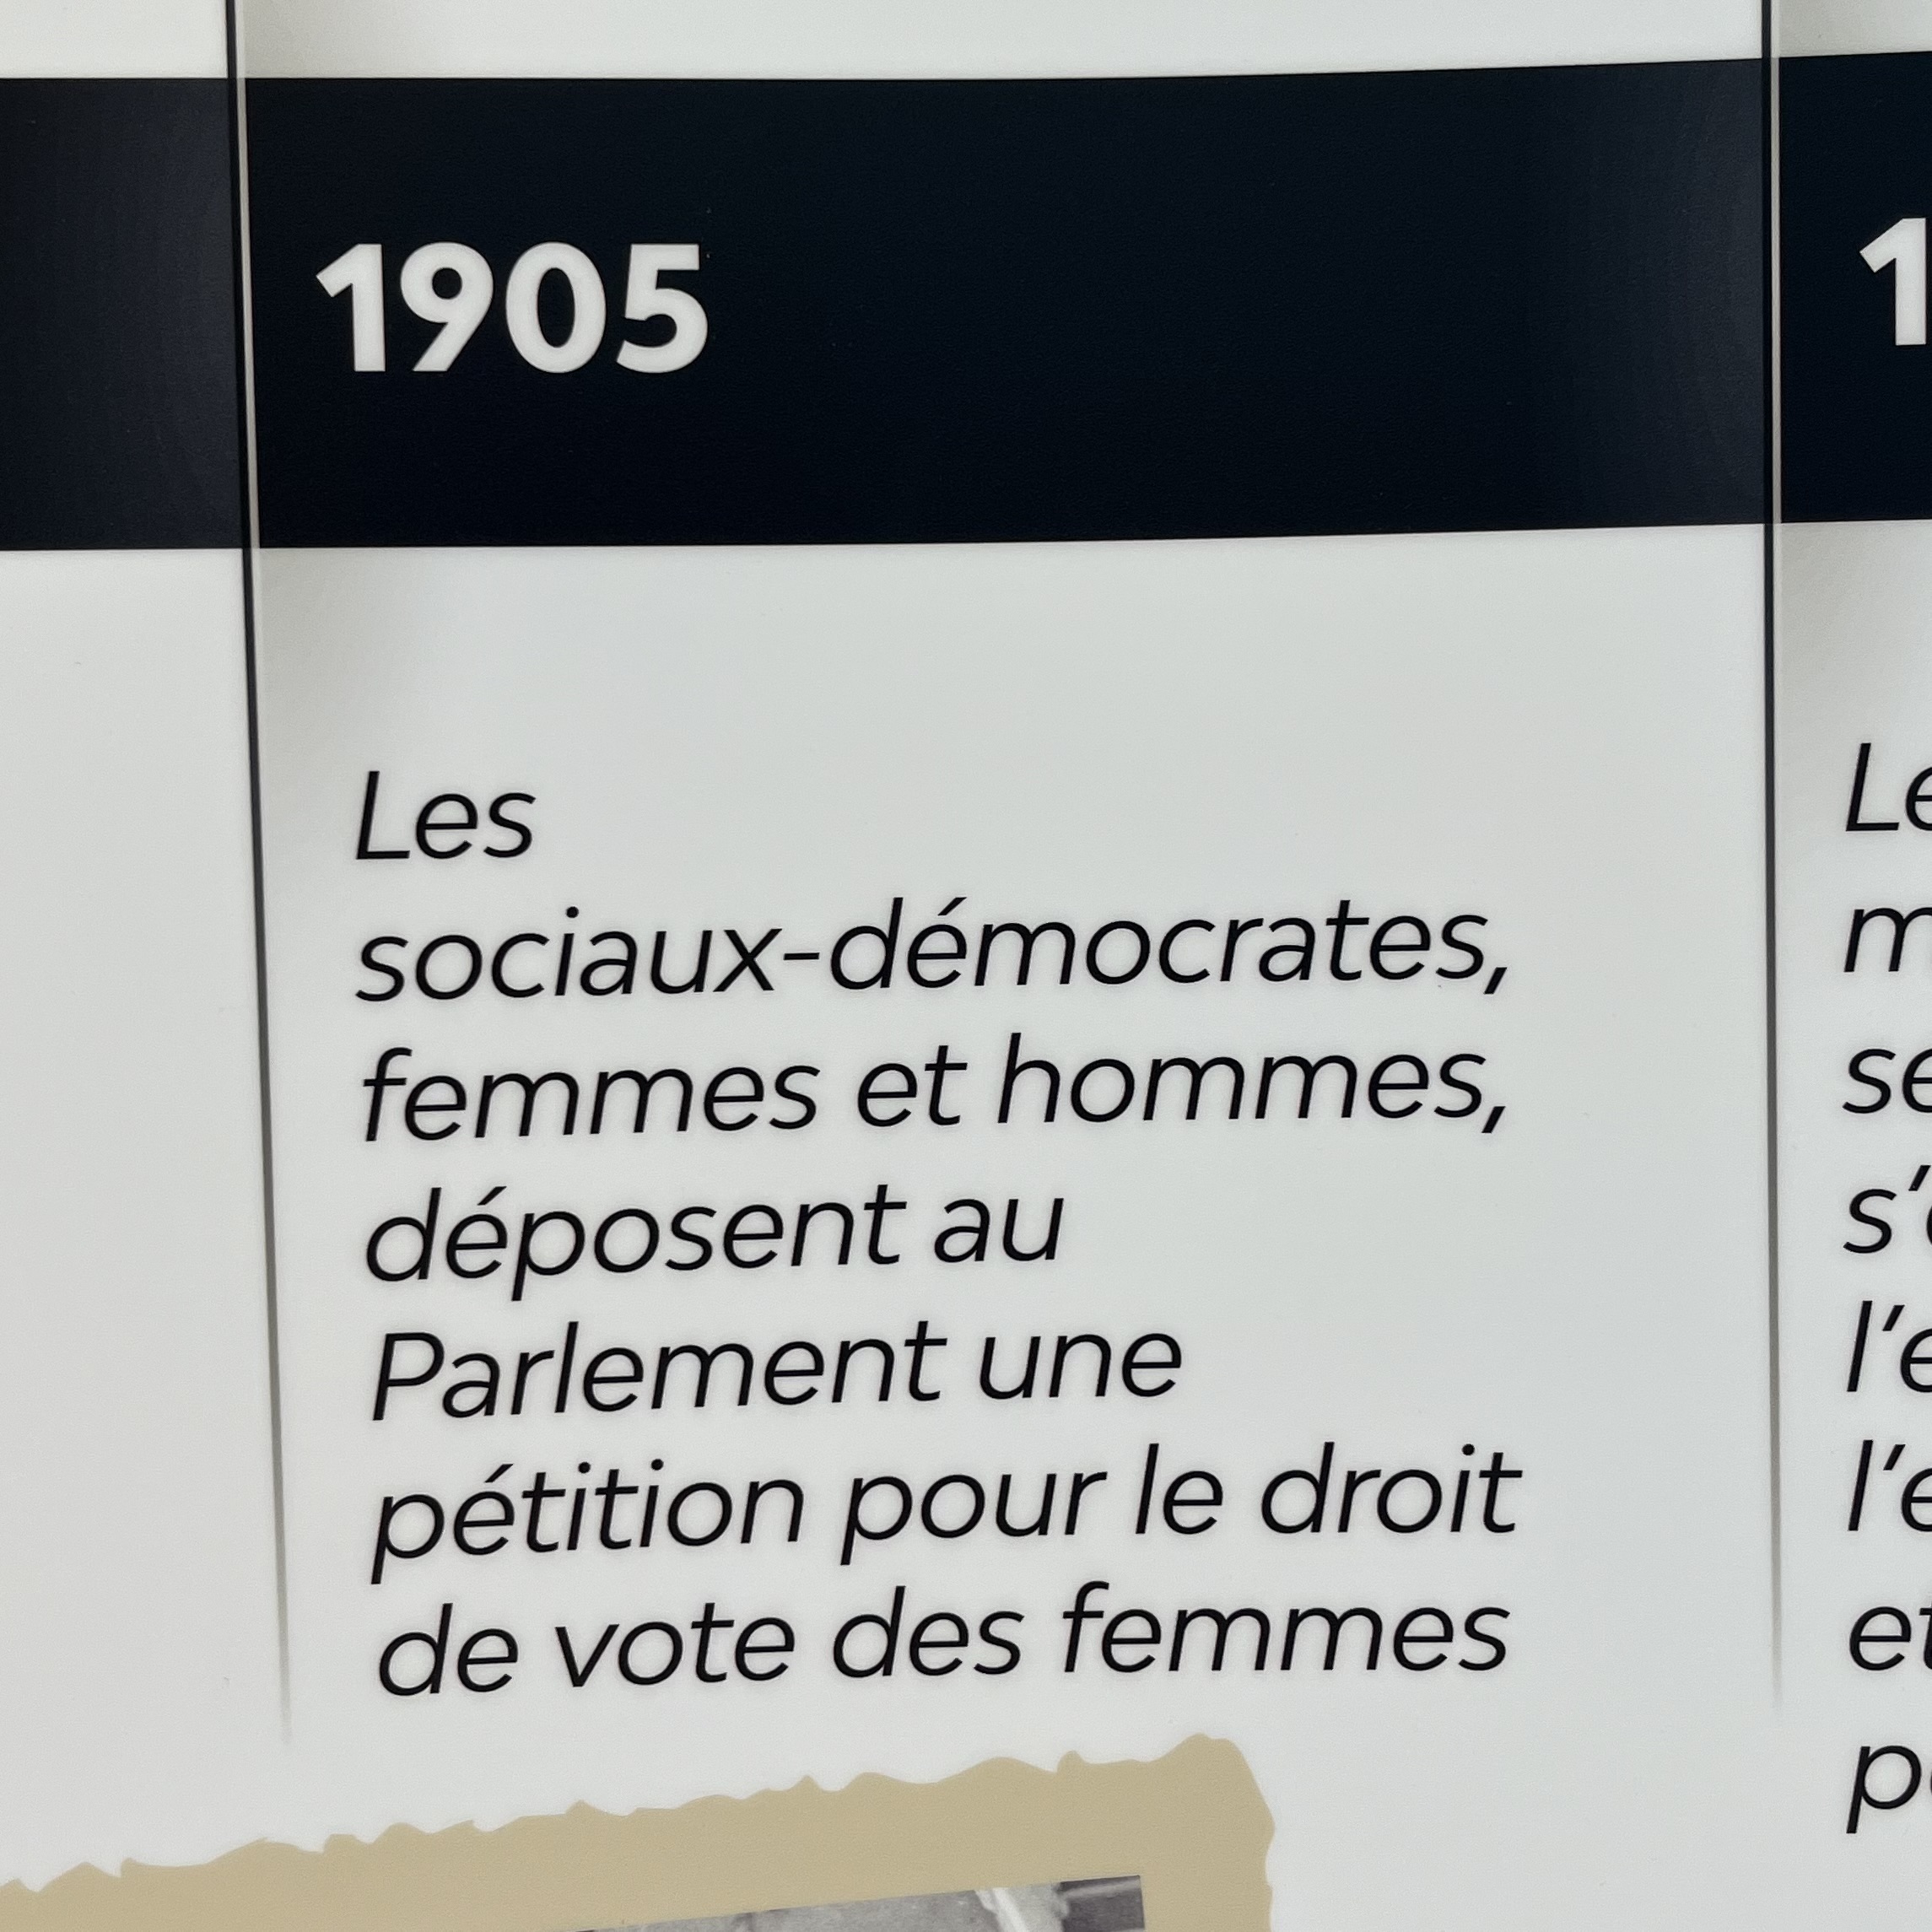 1905
Les
sociaux-démocrates,
femmes et hommes,
déposent au
Parlement une
pétition pour le droit
de vote des femmes